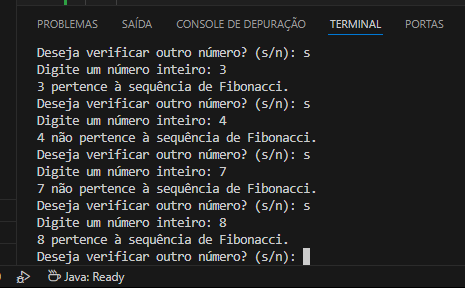 PROBLEMAS SAÍDA CONSOLE DE DEPURAÇÃO TERMINAL PORTAS
Deseja verificar outro número? (s/n): s
Digite um número inteiro: 3
3 pertence à sequência de Fibonacci.
Deseja verificar outro número? (s/n): s
Digite um número inteiro: 4
4 não pertence à sequência de Fibonacci.
Deseja verificar outro número? (s/n): s
Digite um número inteiro: 7
7 não pertence à sequência de Fibonacci.
Deseja verificar outro número? (s/n): s
Digite um número inteiro: 8
8 pertence à sequência de Fibonacci.
Deseja verificar outro número? (s/n):
Java: Ready